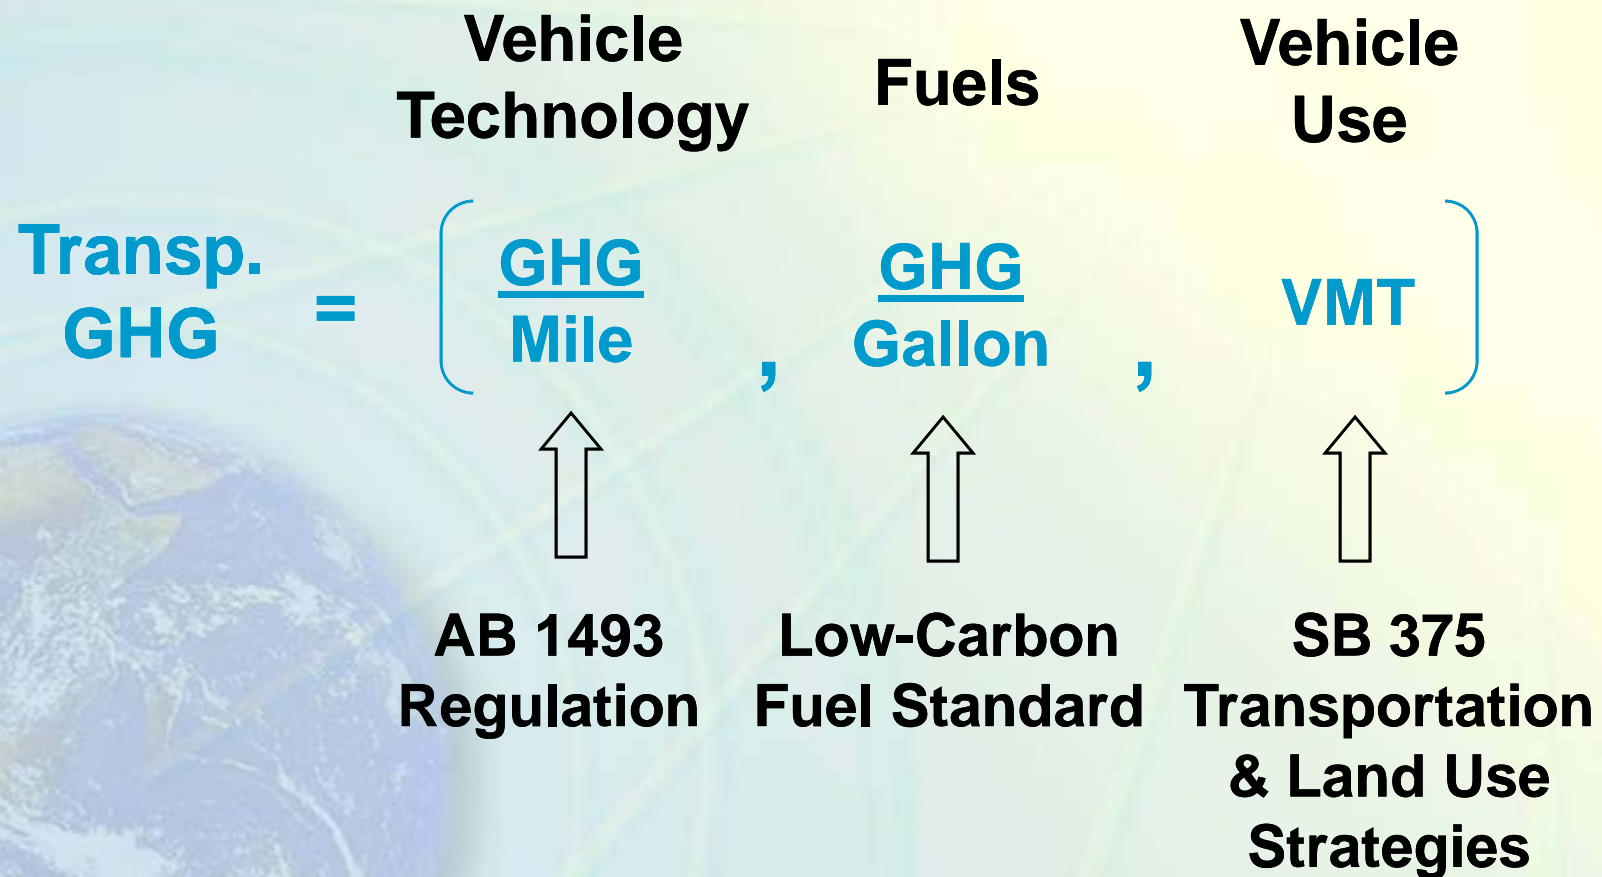 Vehicle
Technology
Fuels
Vehicle
Use
Transp.
GHG
=
GHG
Mile
,
GHG
Gallon
,
VMT
AB 1493
Regulation
Low-Carbon
Fuel Standard
SB 375
Transportation
& Land Use
Strategies